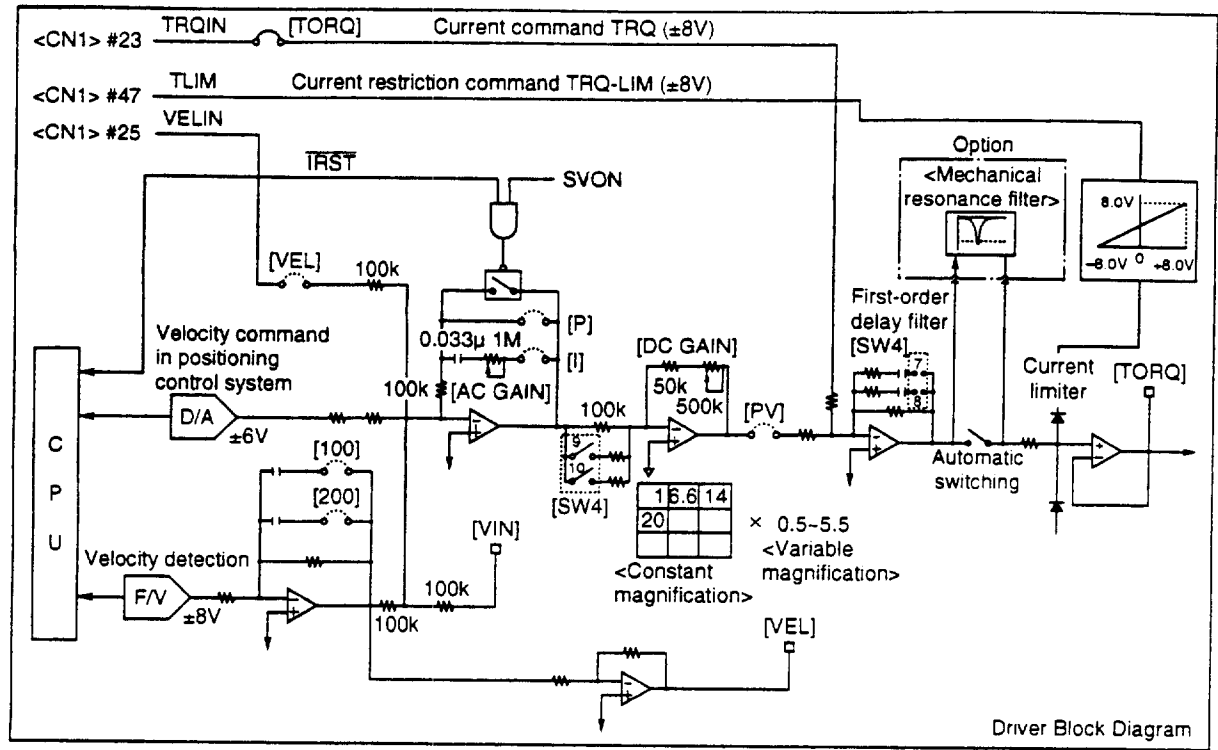 <CN1> #23 TRQIN [TORQ] Current command TRQ (±8V)
<CN1> #47 TLIM Current restriction command TRQ-LIM (±8V)
<CN1> #25 VELIN
IRST
SVON
Option
<Mechanical
resonance filter>
8.0V
-8.0V 0 +8.0V
[VEL]
100k
[P]
0.033µ 1M
[I]
[AC GAIN]
100k
Velocity command
in positioning
control system
D/A
±6V
C
P
U
100k
9
10
[SW4]
[DC GAIN]
50k
500k
[PV]
First-order
delay filter
[SW4]
7
8
Current
limiter
[TORQ]
Automatic
switching
1 6.6 14
20
× 0.5~5.5
<Variable
magnification>
<Constant
magnification>
[100]
[200]
[VIN]
Velocity detection
F/V
±8V
100k
100k
[VEL]
Driver Block Diagram